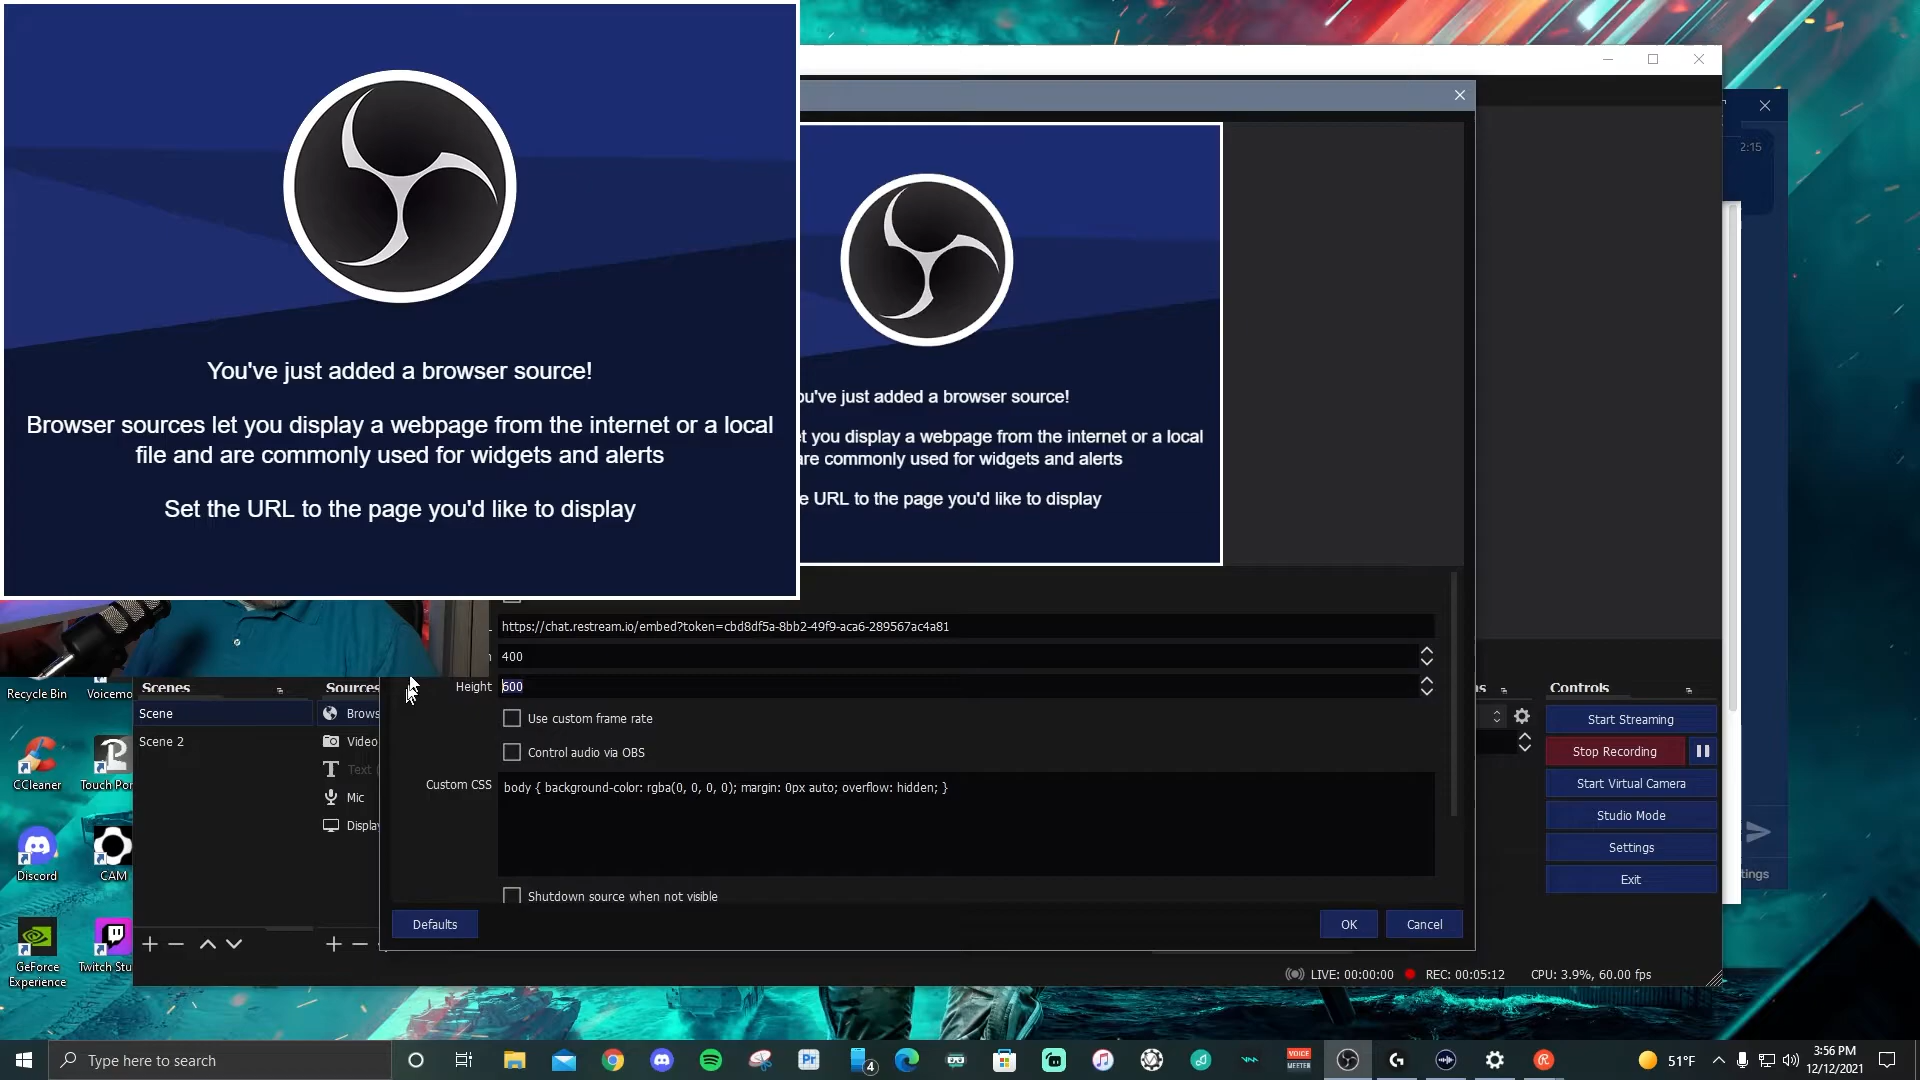 You've just added a browser source!
Browser sources let you display a webpage from the internet or a local
file and are commonly used for widgets and alerts
Set the URL to the page you'd like to display
2:15
just added a browser source!
you display a webpage from the internet or a local
are commonly used for widgets and alerts
URL to the page you'd like to display
https://chat.restream.io/embed?token=cbd8df5a-8bb2-49f9-aca6-289567ac4a81
400
Height 600
Use custom frame rate
Control audio via OBS
Custom CSS
body { background-color: rgba(0, 0, 0, 0); margin: 0px auto; overflow: hidden; }
Shutdown source when not visible
Defaults
OK
Cancel
Scenes
Scene
Scene 2
Sources
Brows
Video
Text
Mic
Display
Controls
Start Streaming
Stop Recording
Start Virtual Camera
Studio Mode
Settings
Exit
tings
LIVE: 00:00:00
REC: 00:05:12
CPU: 3.9%, 60.00 fps
Recycle Bin
Voicemo
CCleaner
Touch Por
Discord
CAM
GeForce
Experience
Twitch Stu
Type here to search
Pr
4
VOICE
MEETER
51°F
3:56 PM
12/12/2021